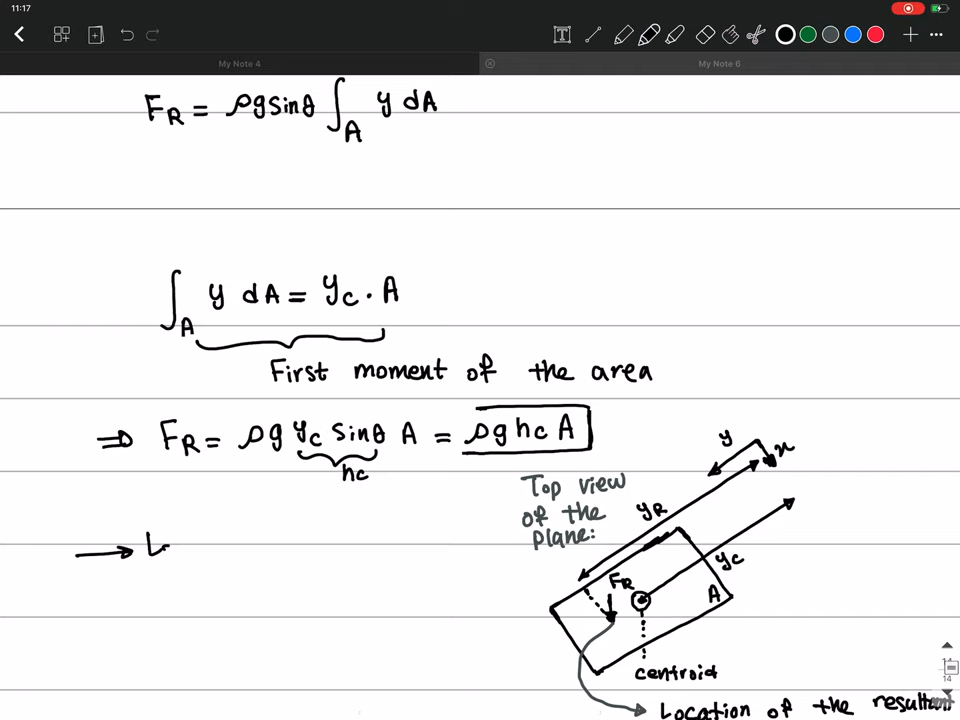 11:17
My Note 4
My Note 6
F_R = ρg sinθ ∫_A y dA
∫_A y dA = y_c · A
First moment of the area
⇒ F_R = ρg y_c sinθ A = ρg h_c A
h_c
Top view
of the
plane:
y
x
y_R
y_c
F_R
A
centroid
Location of the resultant
14